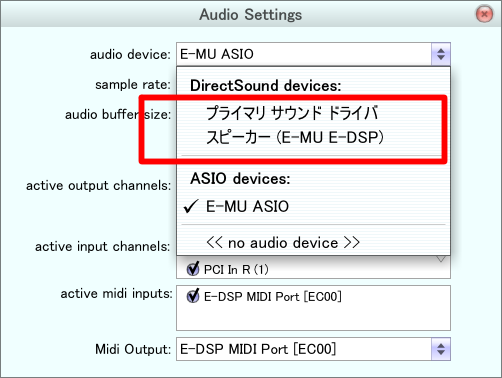 Audio Settings
audio device: E-MU ASIO
sample rate:
DirectSound devices:
audio buffer size:
プライマリ サウンド ドライバ
スピーカー (E-MU E-DSP)
ASIO devices:
active output channels:
E-MU ASIO
active input channels:
<< no audio device >>
PCI In R (1)
active midi inputs:
E-DSP MIDI Port [EC00]
Midi Output: E-DSP MIDI Port [EC00]